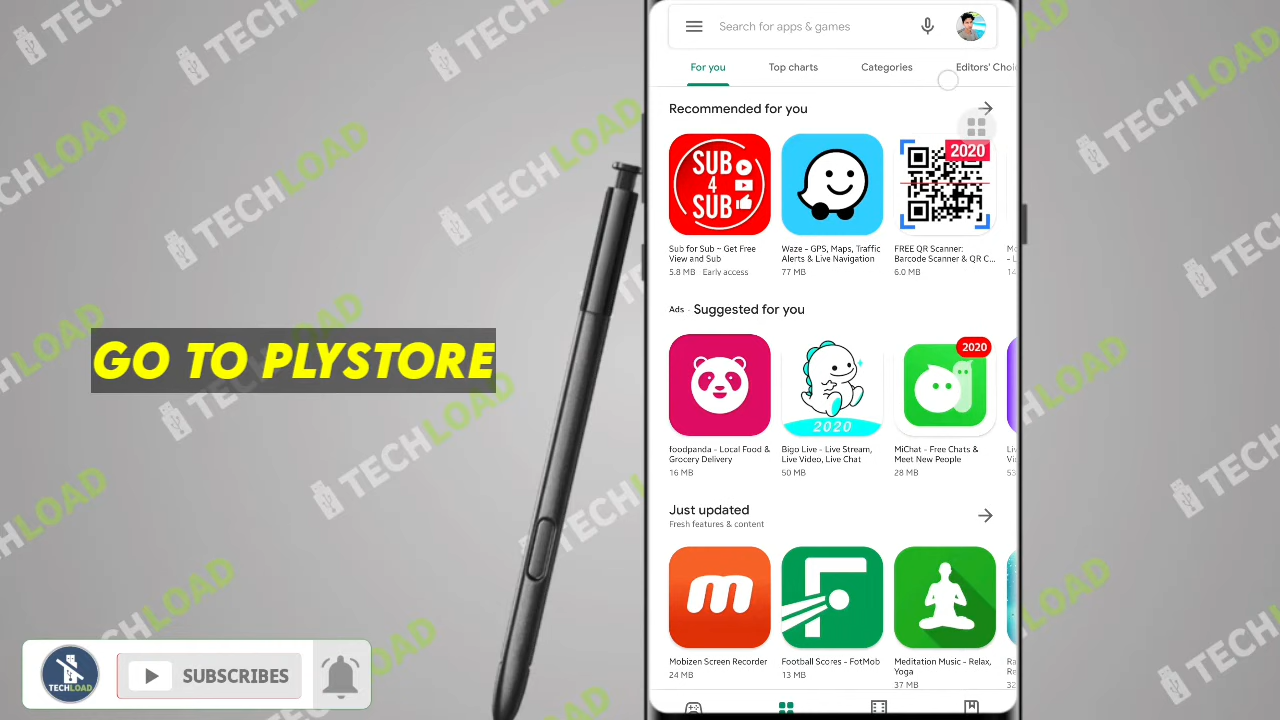 Search for apps & games
For you
Top charts
Categories
Editors' Choi
Recommended for you
SUB
4
SUB
2020
Sub for Sub – Get Free
View and Sub
5.8 MB Early access
Waze – GPS, Maps, Traffic
Alerts & Live Navigation
77 MB
FREE QR Scanner:
Barcode Scanner & QR C...
6.0 MB
Ads · Suggested for you
GO TO PLYSTORE
2020
2020
foodpanda – Local Food &
Grocery Delivery
16 MB
Bigo Live – Live Stream,
Live Video, Live Chat
50 MB
MiChat – Free Chats &
Meet New People
28 MB
Just updated
Fresh features & content
m
Mobizen Screen Recorder
24 MB
Football Scores – FotMob
13 MB
Meditation Music – Relax,
Yoga
37 MB
TECHLOAD
SUBSCRIBES
TECHLOAD